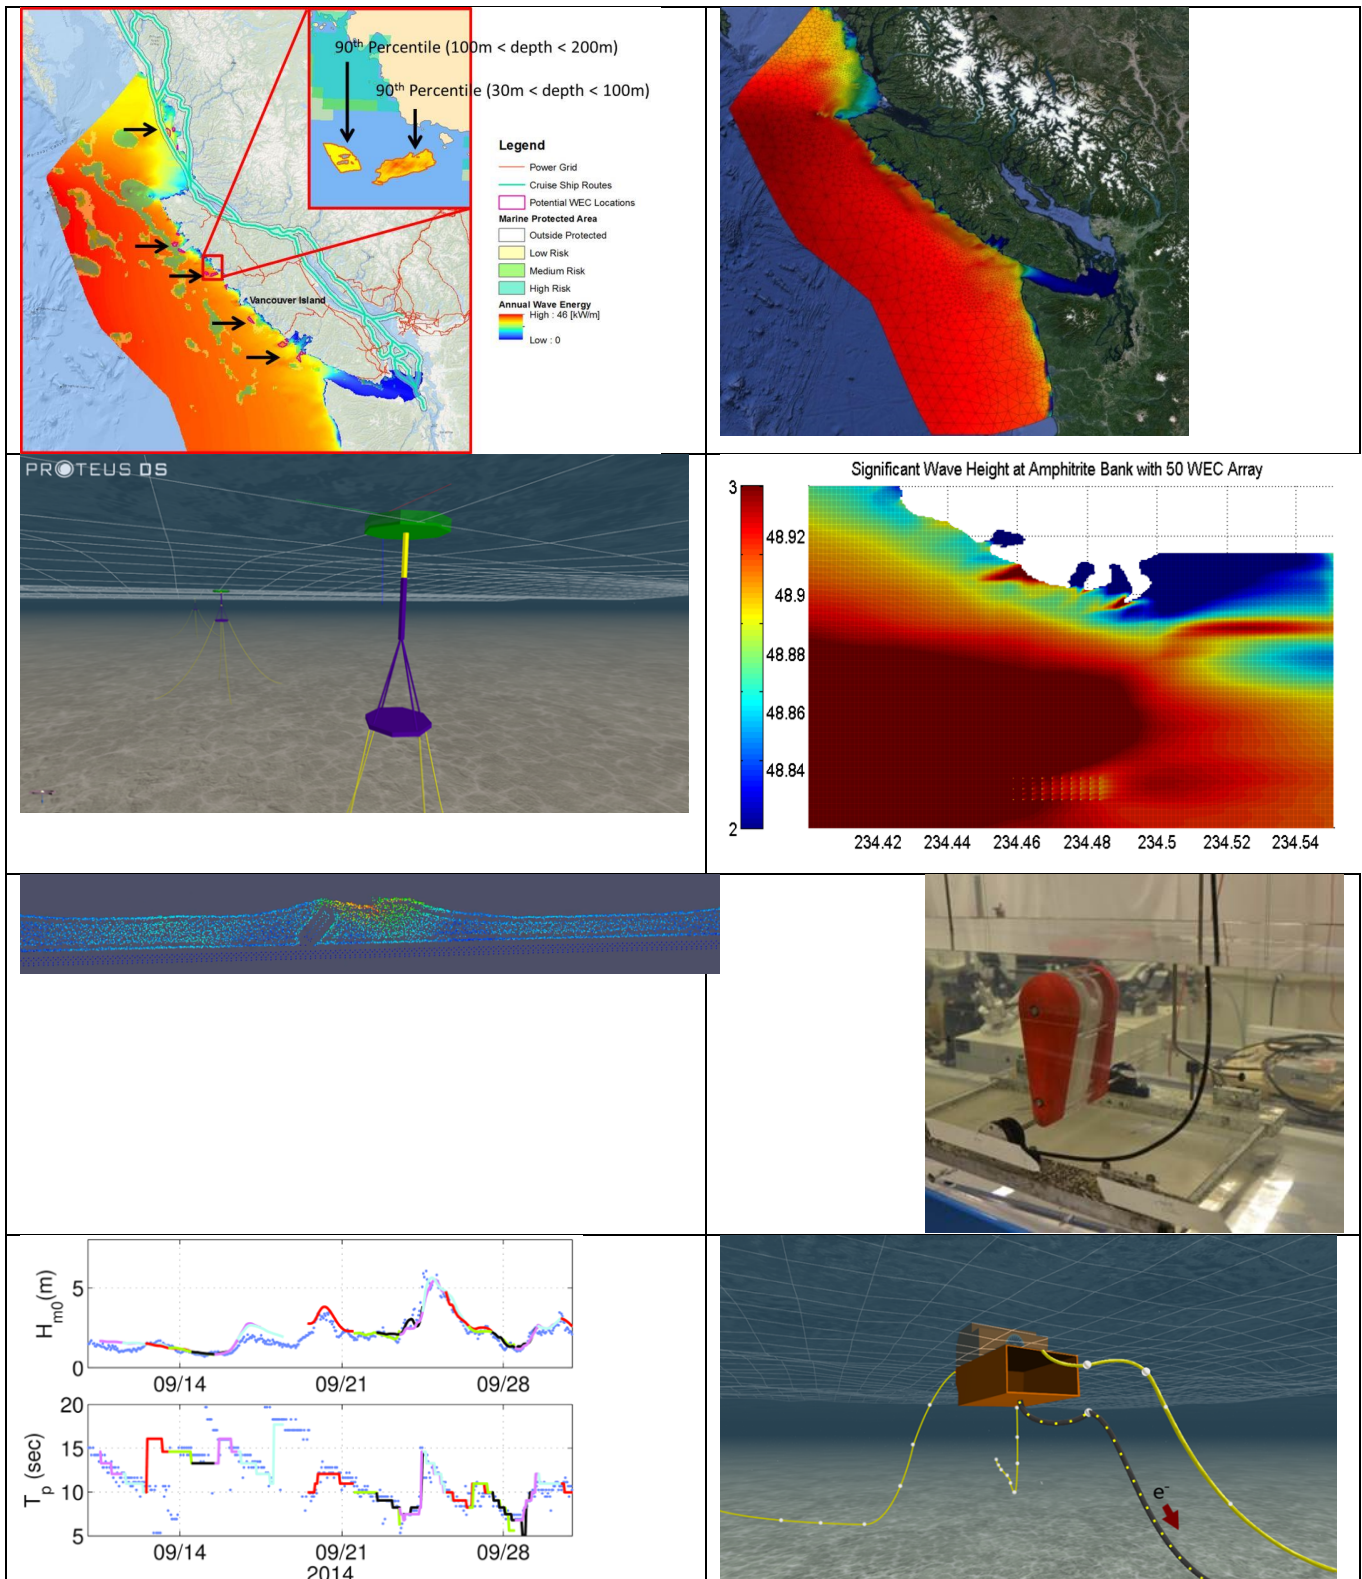 90th Percentile (100m < depth < 200m)
90th Percentile (30m < depth < 100m)
Legend
Power Grid
Cruise Ship Routes
Potential WEC Locations
Marine Protected Area
Outside Protected
Low Risk
Medium Risk
High Risk
Annual Wave Energy
High : 46 [kW/m]
Low : 0
Vancouver Island
PROTEUS DS
Significant Wave Height at Amphitrite Bank with 50 WEC Array
3
2
48.92
48.9
48.88
48.86
48.84
234.42 234.44 234.46 234.48 234.5 234.52 234.54
Hm0(m)
5
0
09/14 09/21 09/28
Tp (sec)
20
15
10
5
09/14 09/21 09/28
2014
e-